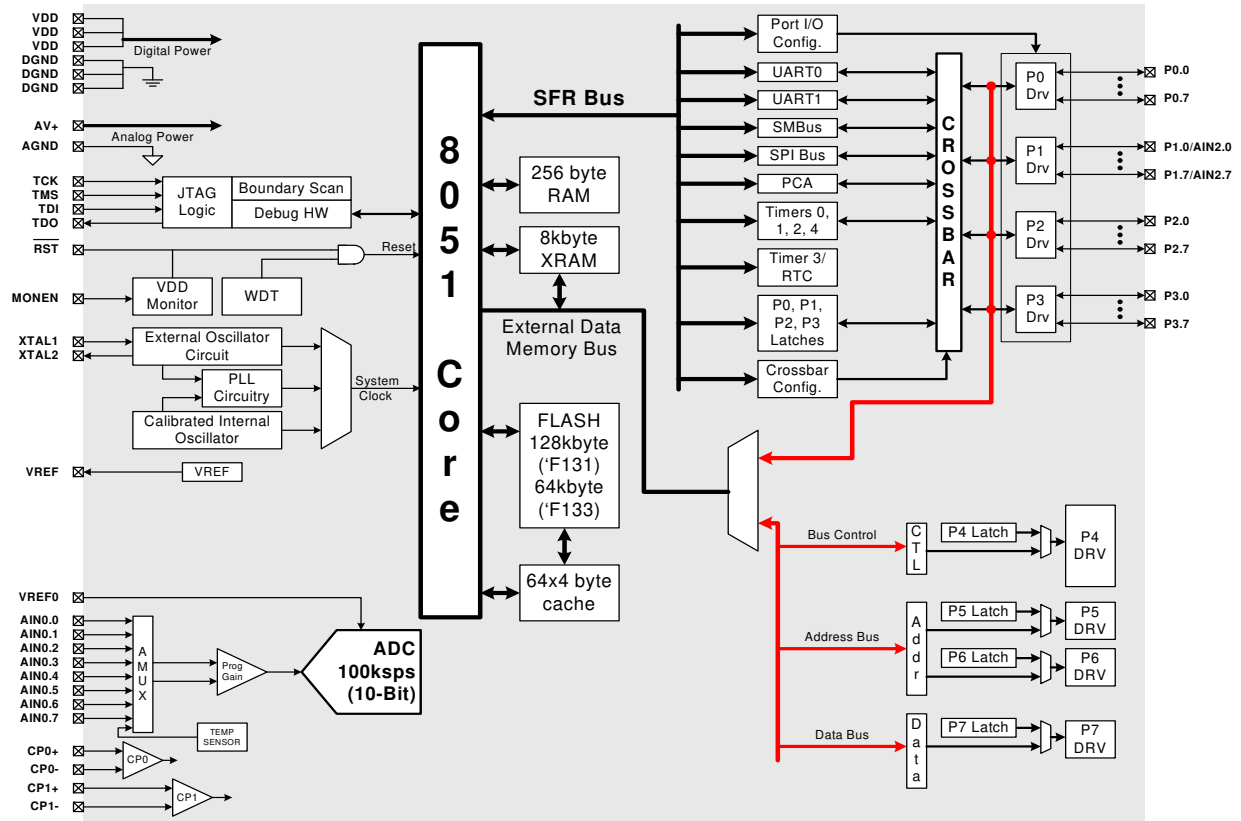 VDD
VDD
VDD
Digital Power
DGND
DGND
DGND
AV+
Analog Power
AGND
TCK
TMS
TDI
TDO
JTAG
Logic
Boundary Scan
Debug HW
RST
Reset
MONEN
VDD
Monitor
WDT
XTAL1
XTAL2
External Oscillator
Circuit
PLL
Circuitry
Calibrated Internal
Oscillator
System
Clock
VREF
VREF
VREF0
AIN0.0
AIN0.1
AIN0.2
AIN0.3
AIN0.4
AIN0.5
AIN0.6
AIN0.7
AMUX
Prog
Gain
ADC
100ksps
(10-Bit)
TEMP
SENSOR
CP0+
CP0-
CP0
CP1+
CP1-
CP1
8051 Core
SFR Bus
256 byte
RAM
8kbyte
XRAM
External Data
Memory Bus
FLASH
128kbyte
(‘F131)
64kbyte
(‘F133)
64x4 byte
cache
Port I/O
Config.
UART0
UART1
SMBus
SPI Bus
PCA
Timers 0,
1, 2, 4
Timer 3/
RTC
P0, P1,
P2, P3
Latches
Crossbar
Config.
CROSSBAR
P0
Drv
P1
Drv
P2
Drv
P3
Drv
P0.0
P0.7
P1.0/AIN2.0
P1.7/AIN2.7
P2.0
P2.7
P3.0
P3.7
Bus Control
CTL
P4 Latch
P4
DRV
Address Bus
Addr
P5 Latch
P5
DRV
P6 Latch
P6
DRV
Data Bus
Data
P7 Latch
P7
DRV